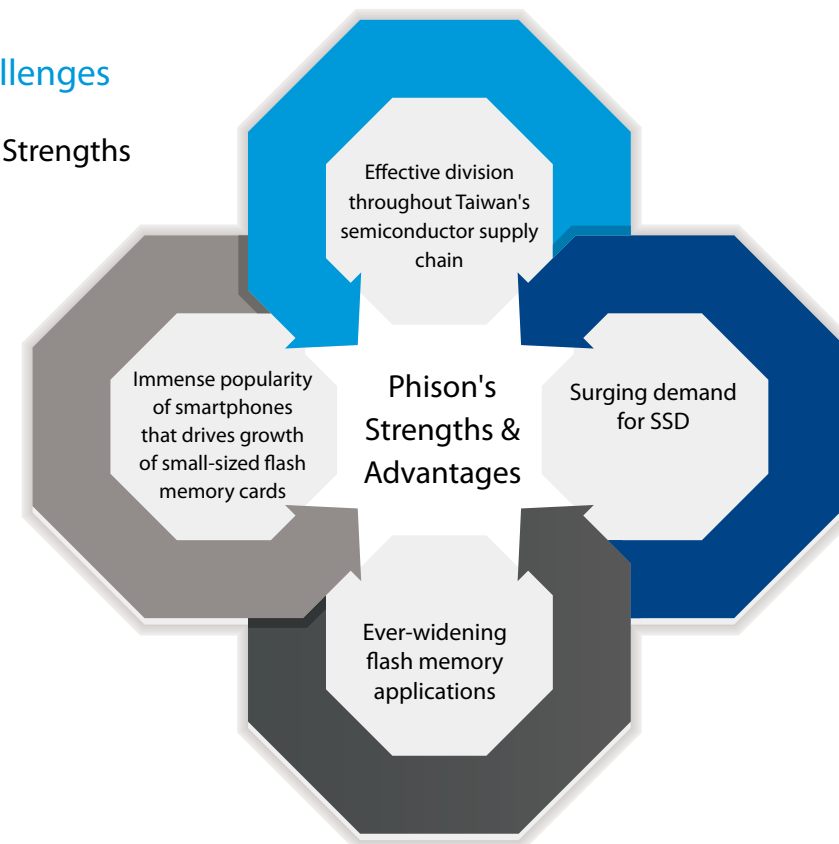 llenges
Strengths
Effective division
throughout Taiwan's
semiconductor supply
chain
Immense popularity
of smartphones
that drives growth
of small-sized flash
memory cards
Phison's
Strengths &
Advantages
Surging demand
for SSD
Ever-widening
flash memory
applications